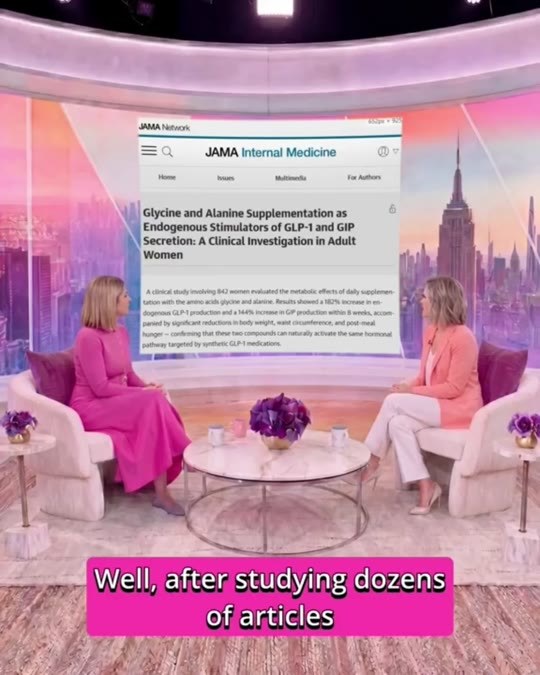 JAMA Network
JAMA Internal Medicine
Home Issues Multimedia For Authors
Glycine and Alanine Supplementation as
Endogenous Stimulators of GLP-1 and GIP
Secretion: A Clinical Investigation in Adult
Women
A clinical study involving 842 women evaluated the metabolic effects of daily supplemen-
tation with the amino acids glycine and alanine. Results showed a 182% increase in en-
dogenous GLP-1 production and a 144% increase in GIP production within 8 weeks, accom-
panied by significant reductions in body weight, waist circumference, and post-meal
hunger — confirming that these two compounds can naturally activate the same hormonal
pathway targeted by synthetic GLP-1 medications.
Well, after studying dozens
of articles